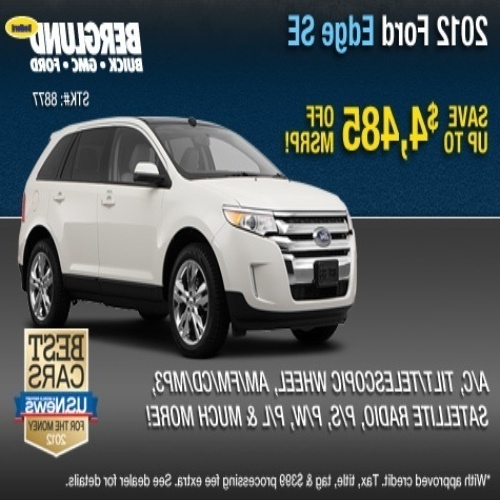 2012 Ford Edge SE
Bedford
BERGLUND
BUICK • GMC • FORD
STK#: 8877
SAVE UP TO $4,485 OFF MSRP!
BEST
CARS
U.S.News
FOR THE MONEY
2012
A/C, TILT/TELESCOPIC WHEEL, AM/FM/CD/MP3,
SATELLITE RADIO, P/S, P/W, P/L & MUCH MORE!
*With approved credit. Tax, title, tag & $399 processing fee extra. See dealer for details.